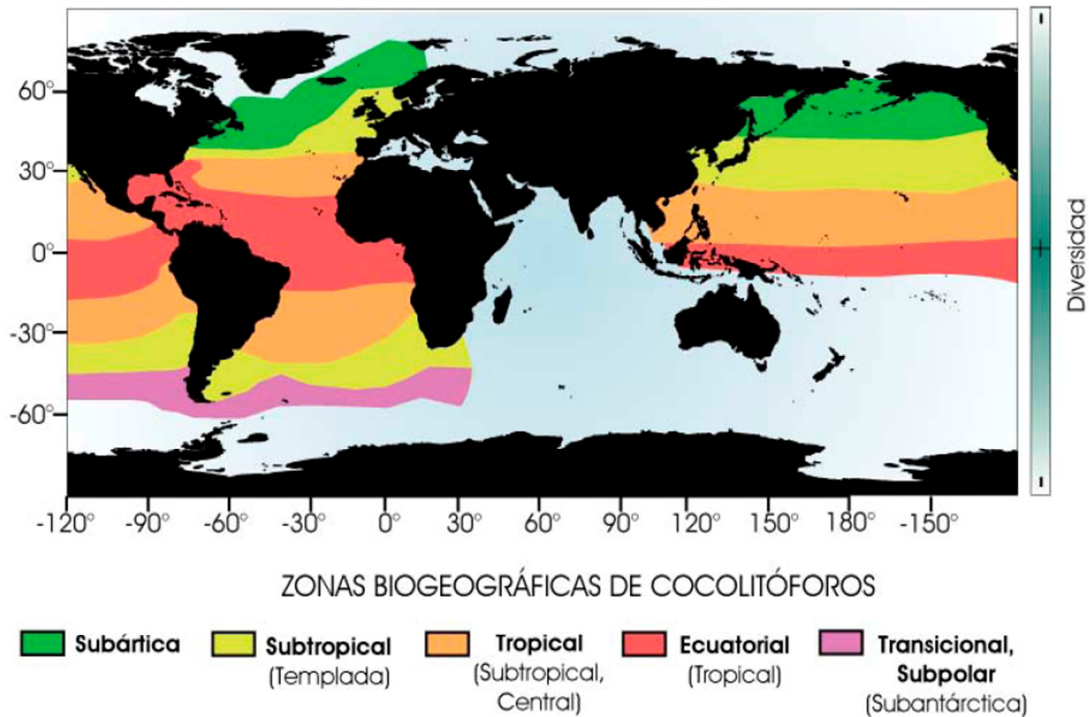 60°
30°
0°
-30°
-60°
-120°
-90°
-60°
-30°
0°
30°
60°
90°
120°
150°
180°
-150°
-
+
-
Diversidad
ZONAS BIOGEOGRÁFICAS DE COCOLITÓFOROS
Subártica
Subtropical
(Templada)
Tropical
(Subtropical,
Central)
Ecuatorial
(Tropical)
Transicional,
Subpolar
(Subantárctica)